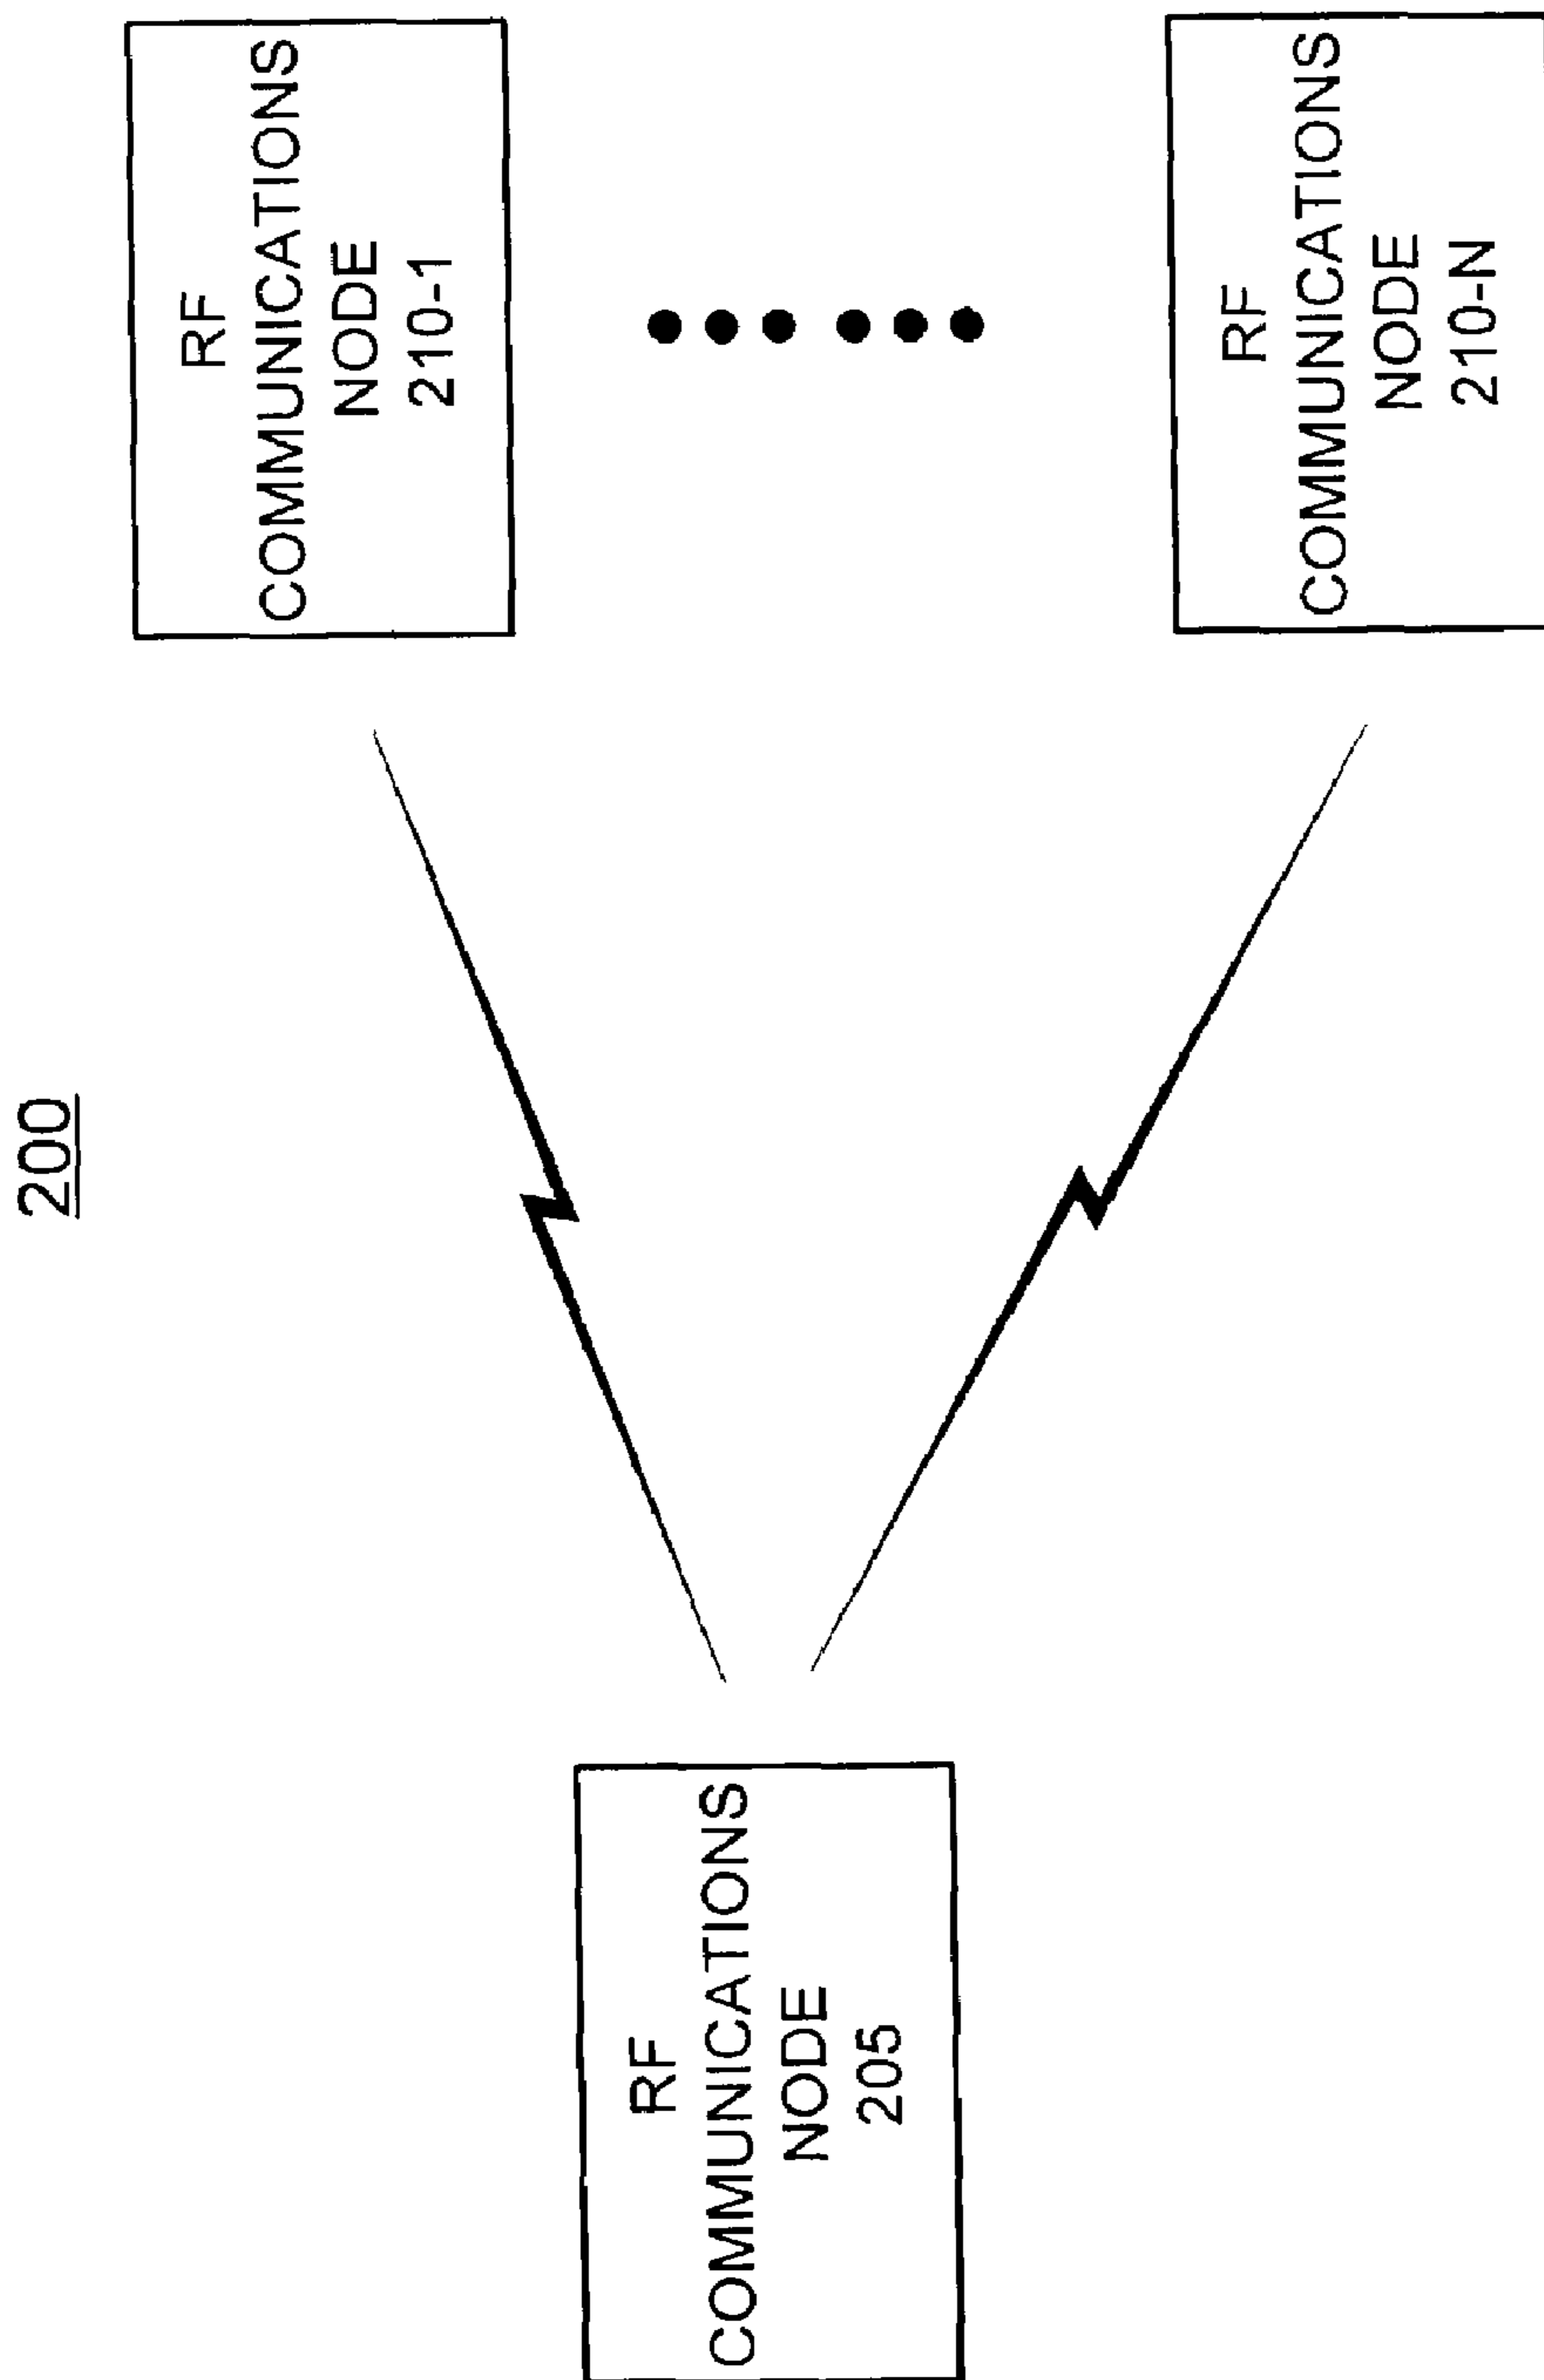 200
RF
COMMUNICATIONS
NODE
210-1
RF
COMMUNICATIONS
NODE
205
RF
COMMUNICATIONS
NODE
210-N